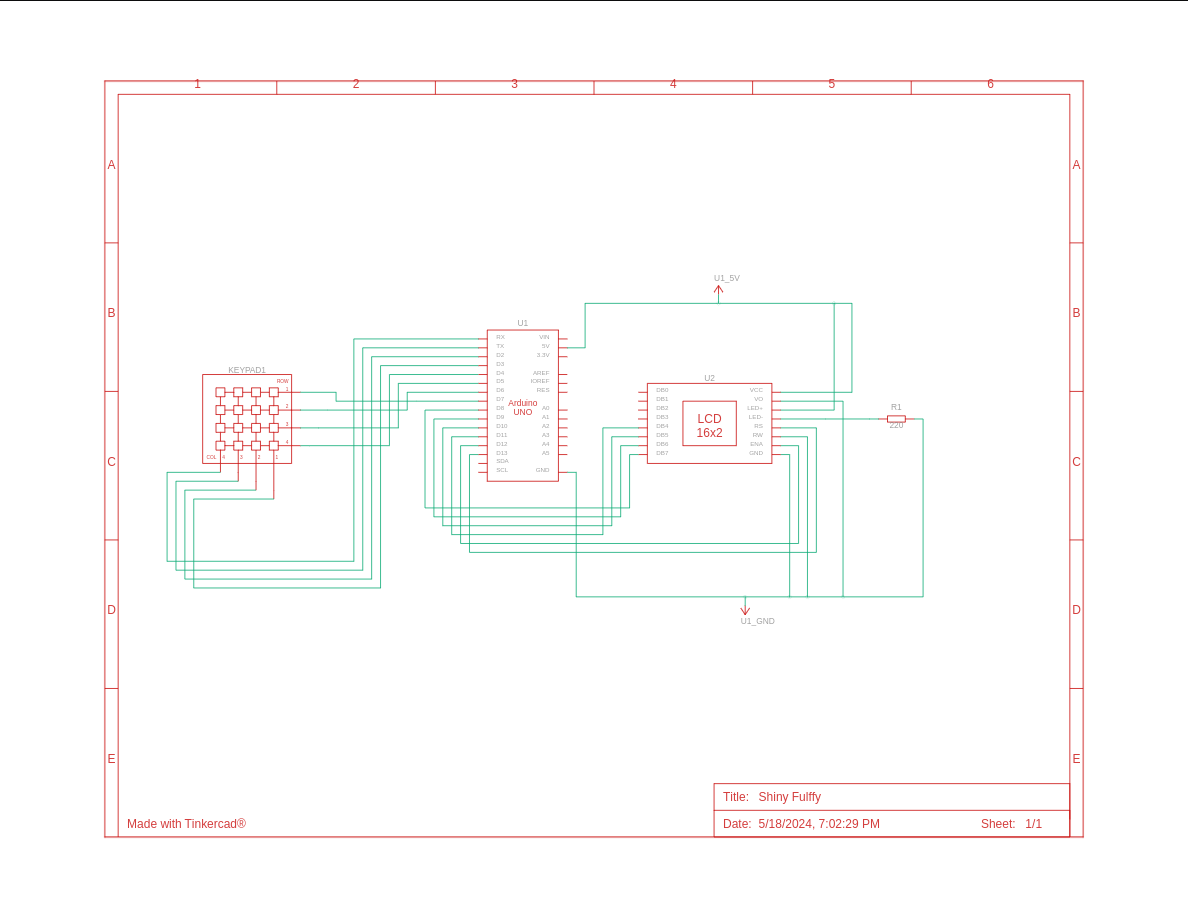 1 2 3 4 5 6
A A
B B
C C
D D
E E
U1_5V
U1
RX VIN
TX 5V
D2 3.3V
D3
D4 AREF
D5 IOREF
D6 RES
D7
D8 A0
D9 A1
D10 A2
D11 A3
D12 A4
D13 A5
SDA
SCL GND
Arduino
UNO
KEYPAD1
ROW
1
2
3
4
COL 4 3 2 1
U2
DB0 VCC
DB1 VO
DB2 LED+
DB3 LED-
DB4 RS
DB5 RW
DB6 ENA
DB7 GND
LCD
16x2
R1
220
U1_GND
Title: Shiny Fulffy
Date: 5/18/2024, 7:02:29 PM Sheet: 1/1
Made with Tinkercad®